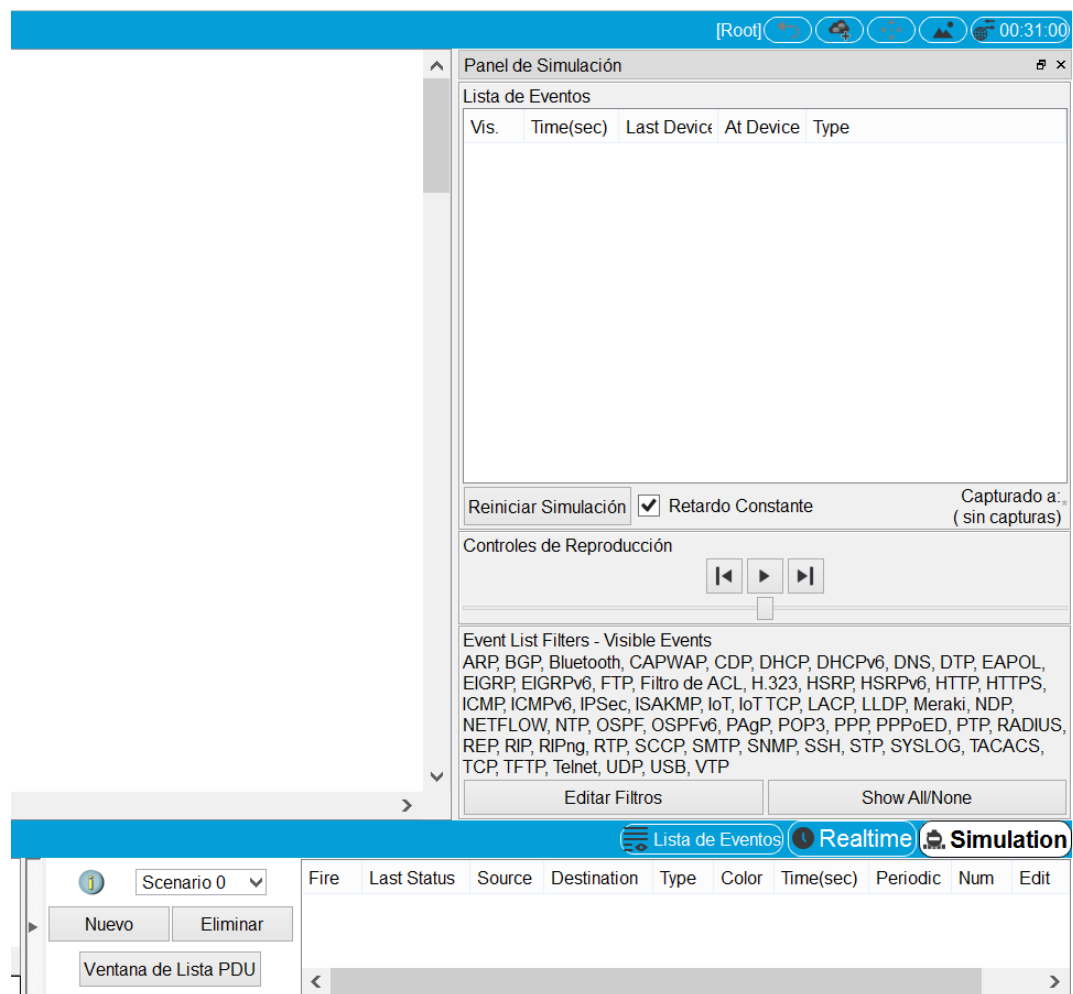 [Root] 00:31:00
Panel de Simulación
Lista de Eventos
Vis. Time(sec) Last Device At Device Type
Reiniciar Simulación Retardo Constante Capturado a:*
( sin capturas)
Controles de Reproducción
Event List Filters - Visible Events
ARP, BGP, Bluetooth, CAPWAP, CDP, DHCP, DHCPv6, DNS, DTP, EAPOL,
EIGRP, EIGRPv6, FTP, Filtro de ACL, H.323, HSRP, HSRPv6, HTTP, HTTPS,
ICMP, ICMPv6, IPSec, ISAKMP, IoT, IoT TCP, LACP, LLDP, Meraki, NDP,
NETFLOW, NTP, OSPF, OSPFv6, PAgP, POP3, PPP, PPPoED, PTP, RADIUS,
REP, RIP, RIPng, RTP, SCCP, SMTP, SNMP, SSH, STP, SYSLOG, TACACS,
TCP, TFTP, Telnet, UDP, USB, VTP
Editar Filtros Show All/None
Lista de Eventos Realtime Simulation
Scenario 0 Fire Last Status Source Destination Type Color Time(sec) Periodic Num Edit
Nuevo Eliminar
Ventana de Lista PDU